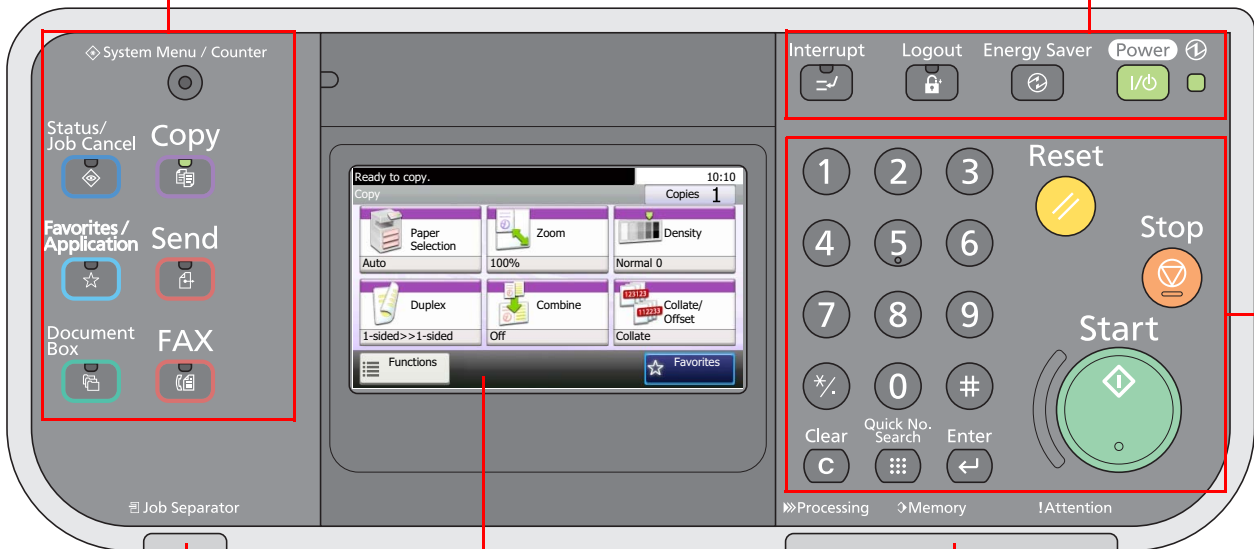 System Menu / Counter
Status/
Job Cancel
Copy
Favorites /
Application
Send
Document
Box
FAX
Job Separator
Ready to copy.
10:10
Copy
Copies 1
Paper
Selection
Auto
Zoom
100%
Density
Normal 0
Duplex
1-sided>>1-sided
Combine
Off
123123
112233
Collate/
Offset
Collate
Functions
Favorites
Interrupt
Logout
Energy Saver
Power
I/⏻
1 2 3
4 5 6
7 8 9
*/. 0 #
Clear
Quick No.
Search
Enter
C
Reset
Stop
Start
Processing
Memory
!Attention